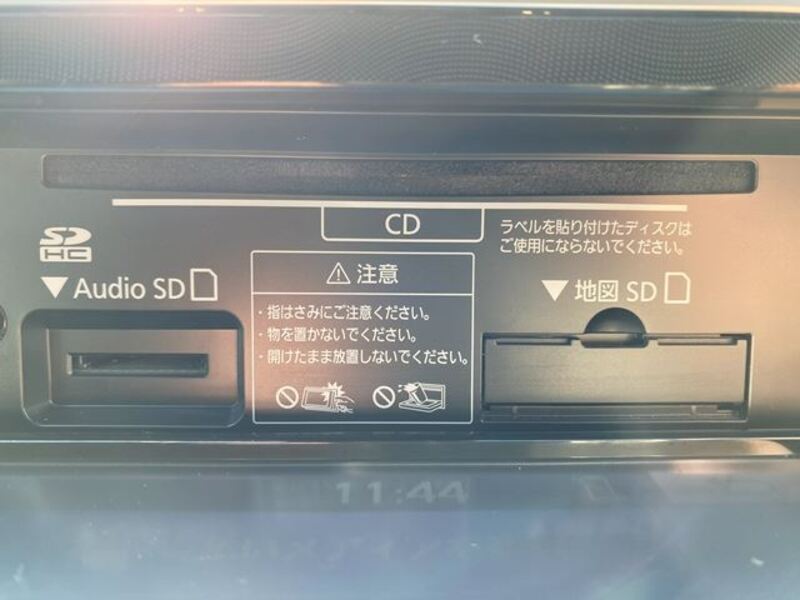 CD
ラベルを貼り付けたディスクは
ご使用にならないでください。
SD
HC
▼Audio SD
⚠注意
・指はさみにご注意ください。
・物を置かないでください。
・開けたまま放置しないでください。
▼地図 SD
11:44